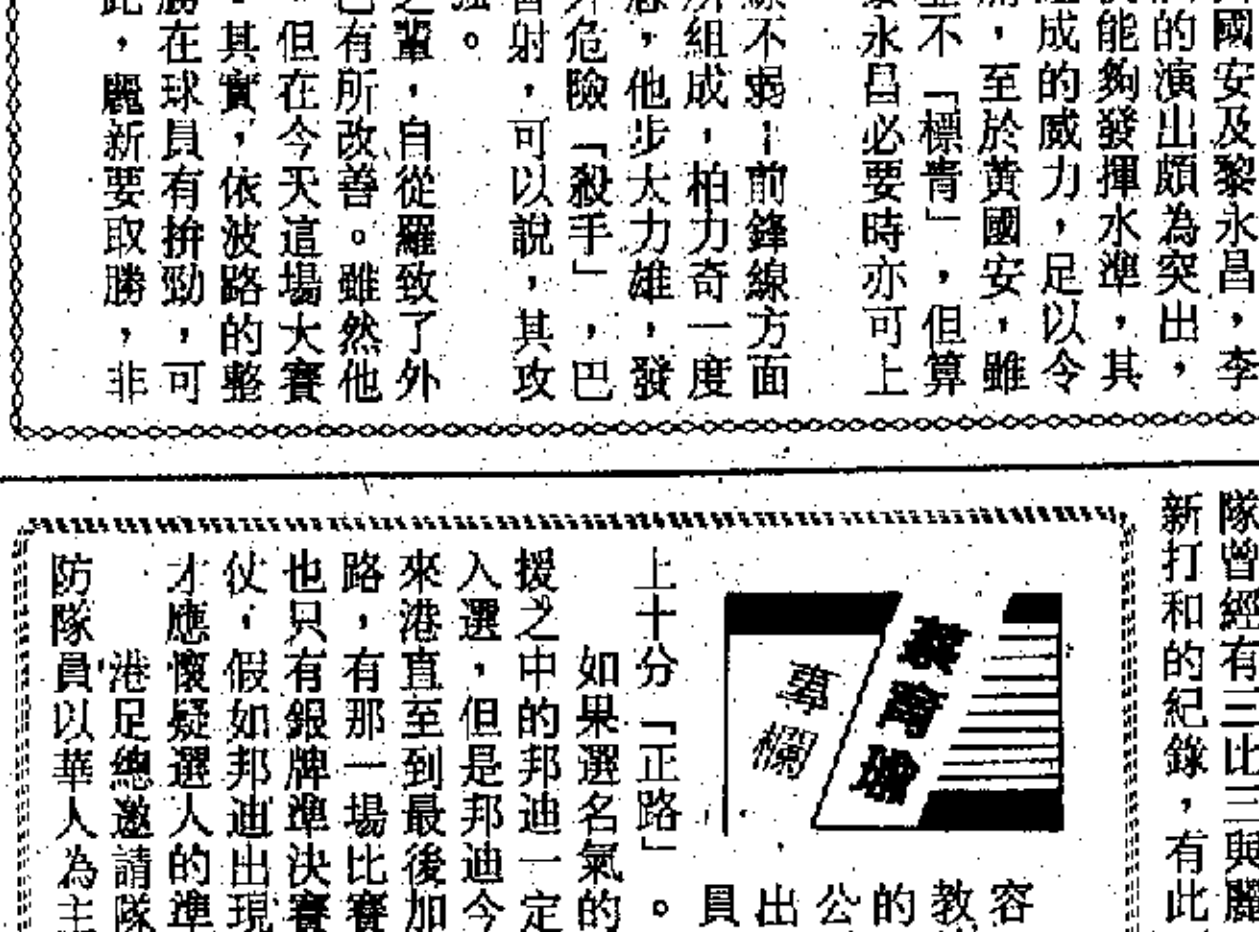 國安及黎永昌，李
的演出頗為突出，
能夠發揮水準，其
成的威力，足以令
，至於黃國安，雖
不「標青」，但算
永昌必要時亦可上
不弱；前鋒線方面
組成，柏力奇一度
，他步大力雄，發
危險「殺手」，巴
射，可以說，其攻
。
輩，自從羅致了外
有所改善。雖然他
但在今天這場大賽
其實，依波路的整
在球員有拚勁，可
，麗新要取勝，非
隊曾經有三比三與麗
新打和的紀錄，有此
專欄
容
教
的
公
出
員
上十分「正路」。
如果選名氣的
援之中的邦迪一定
入選，但是邦迪今
來港直至到最後加
路，有那一場比賽
也只有銀牌準決賽
仗，假如邦迪出現
才應懷疑選人的準
港足總邀請隊
防隊員以華人為主